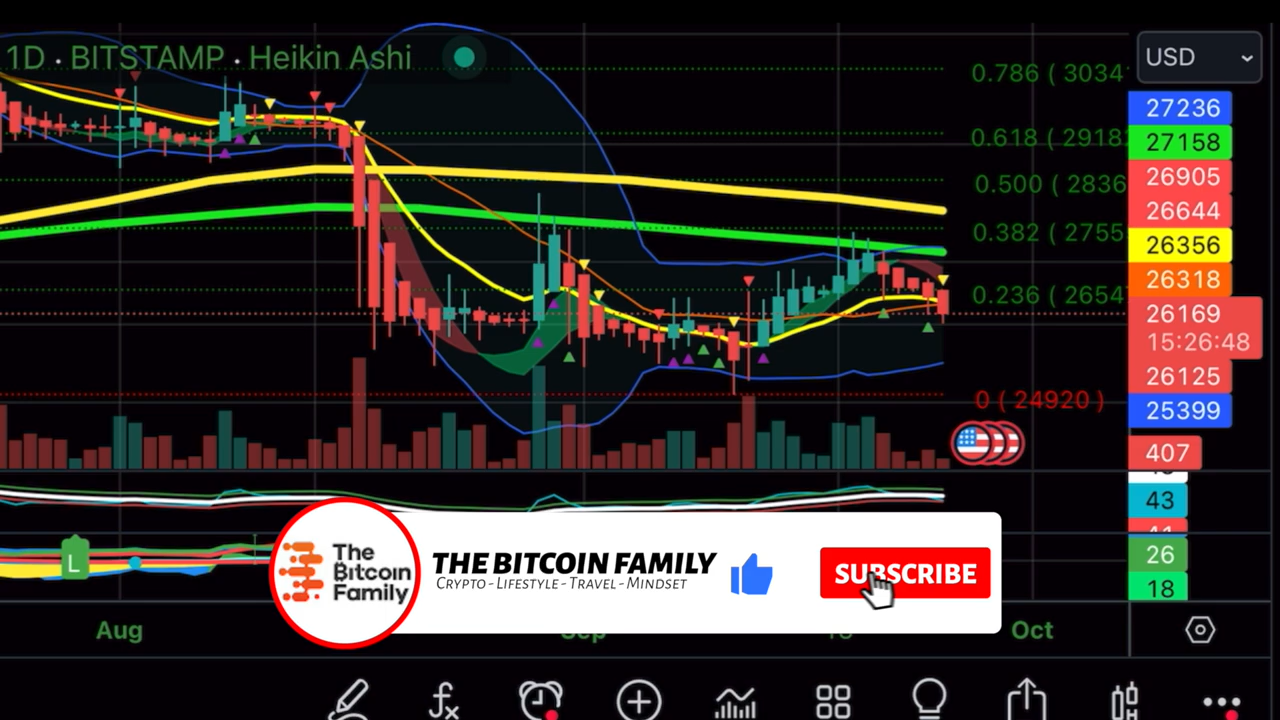 1D · BITSTAMP · Heikin Ashi
USD
0.786 ( 3034
27236
27158
0.618 ( 2918
26905
0.500 ( 2836
26644
0.382 ( 2755
26356
26318
0.236 ( 2654
26169
15:26:48
26125
0 ( 24920 )
25399
407
43
41
26
18
L
The
Bitcoin
Family
THE BITCOIN FAMILY
CRYPTO - LIFESTYLE - TRAVEL - MINDSET
SUBSCRIBE
Aug
Sep
Oct
fx